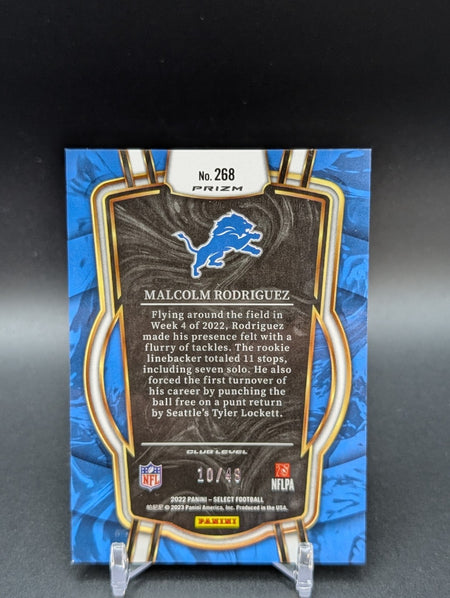 No. 268
PRIZM
MALCOLM RODRIGUEZ
Flying around the field in
Week 4 of 2022, Rodriguez
made his presence felt with a
flurry of tackles. The rookie
linebacker totaled 11 stops,
including seven solo. He also
forced the first turnover of
his career by punching the
ball free on a punt return
by Seattle's Tyler Lockett.
CLUB LEVEL
10/48
NFL
NFLPA
2022 PANINI – SELECT FOOTBALL
© 2023 Panini America, Inc. Produced in the USA.
PANINI